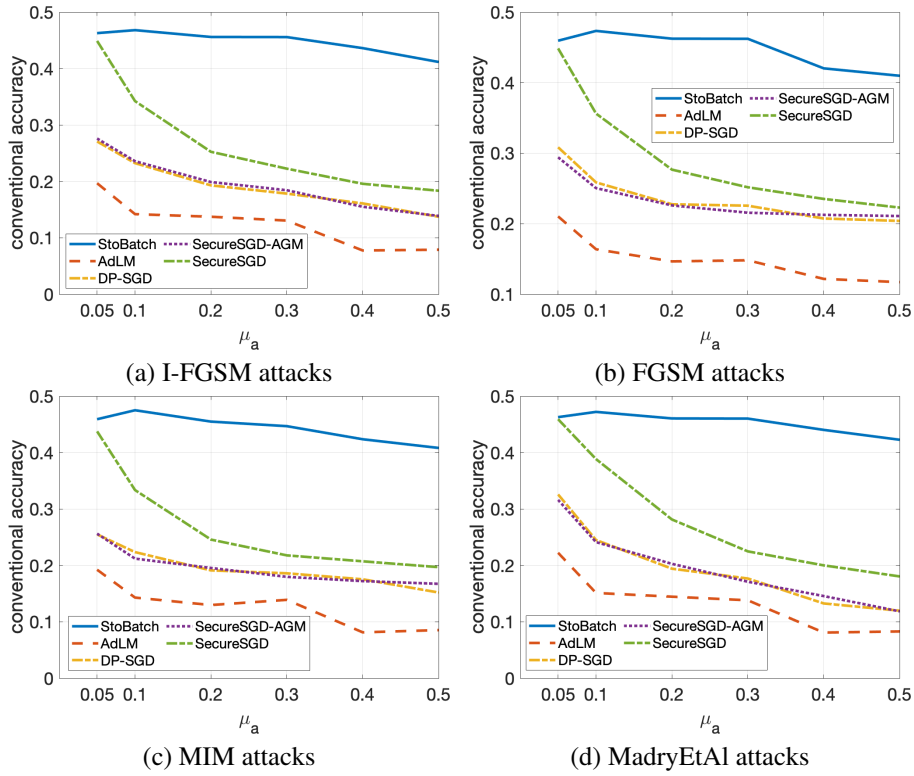 0.5
0.4
0.3
0.2
0.1
0
conventional accuracy
StoBatch
AdLM
DP-SGD
SecureSGD-AGM
SecureSGD
0.05 0.1 0.2 0.3 0.4 0.5
μa
(a) I-FGSM attacks
0.5
0.4
0.3
0.2
0.1
conventional accuracy
StoBatch
AdLM
DP-SGD
SecureSGD-AGM
SecureSGD
0.05 0.1 0.2 0.3 0.4 0.5
μa
(b) FGSM attacks
0.5
0.4
0.3
0.2
0.1
0
conventional accuracy
StoBatch
AdLM
DP-SGD
SecureSGD-AGM
SecureSGD
0.05 0.1 0.2 0.3 0.4 0.5
μa
(c) MIM attacks
0.5
0.4
0.3
0.2
0.1
0
conventional accuracy
StoBatch
AdLM
DP-SGD
SecureSGD-AGM
SecureSGD
0.05 0.1 0.2 0.3 0.4 0.5
μa
(d) MadryEtAl attacks